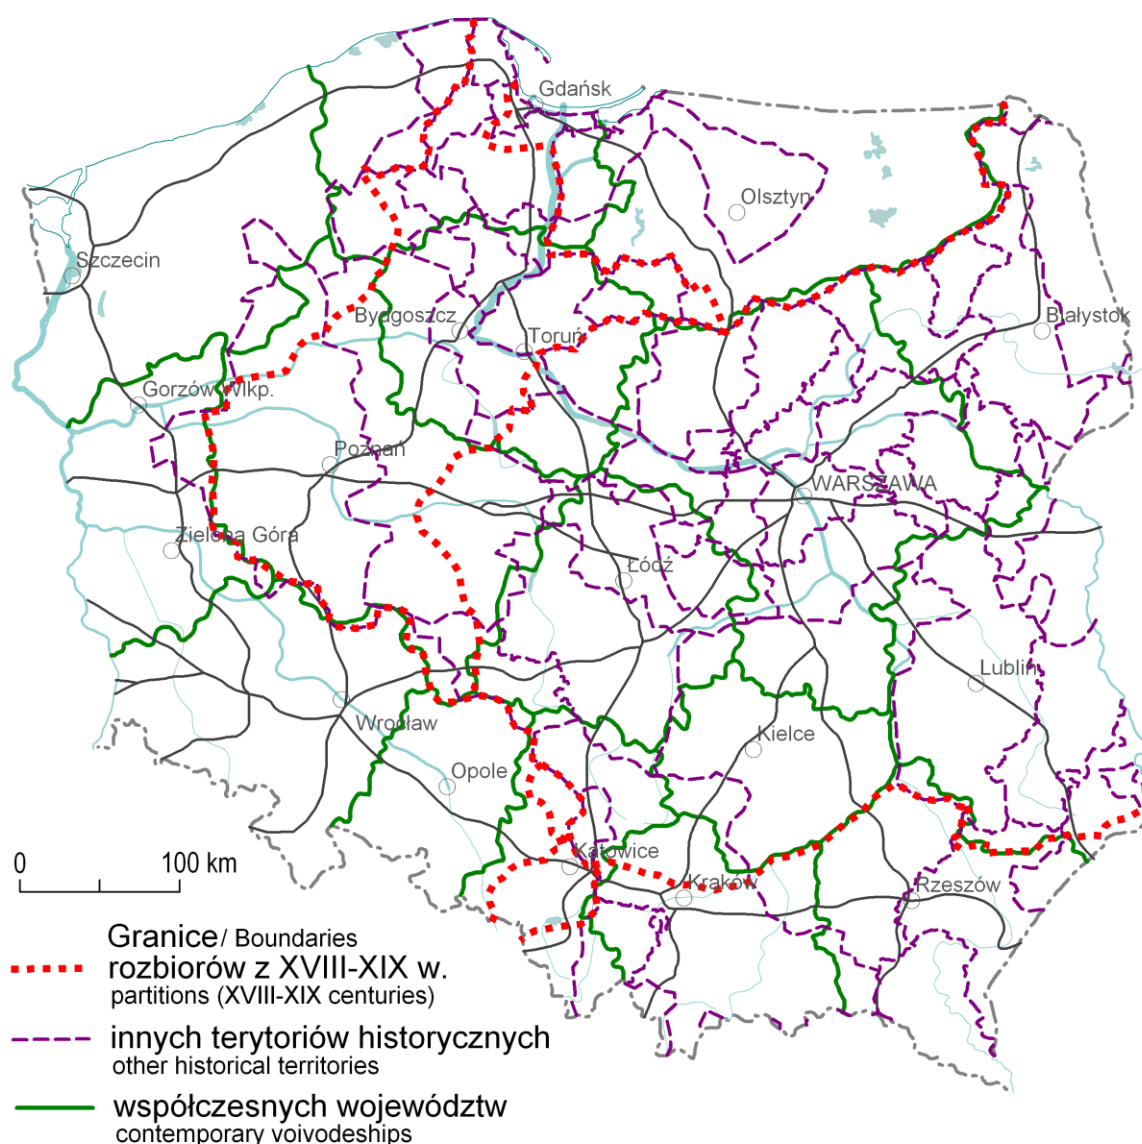 Gdańsk
Olsztyn
Szczecin
Bydgoszcz
Toruń
Białystok
Gorzów Wlkp.
Poznań
WARSZAWA
Zielona Góra
Łódź
Lublin
Wrocław
Kielce
Opole
Katowice
Kraków
Rzeszów
0 100 km
Granice / Boundaries
rozbiorów z XVIII-XIX w.
partitions (XVIII-XIX centuries)
innych terytoriów historycznych
other historical territories
współczesnych województw
contemporary voivodeships